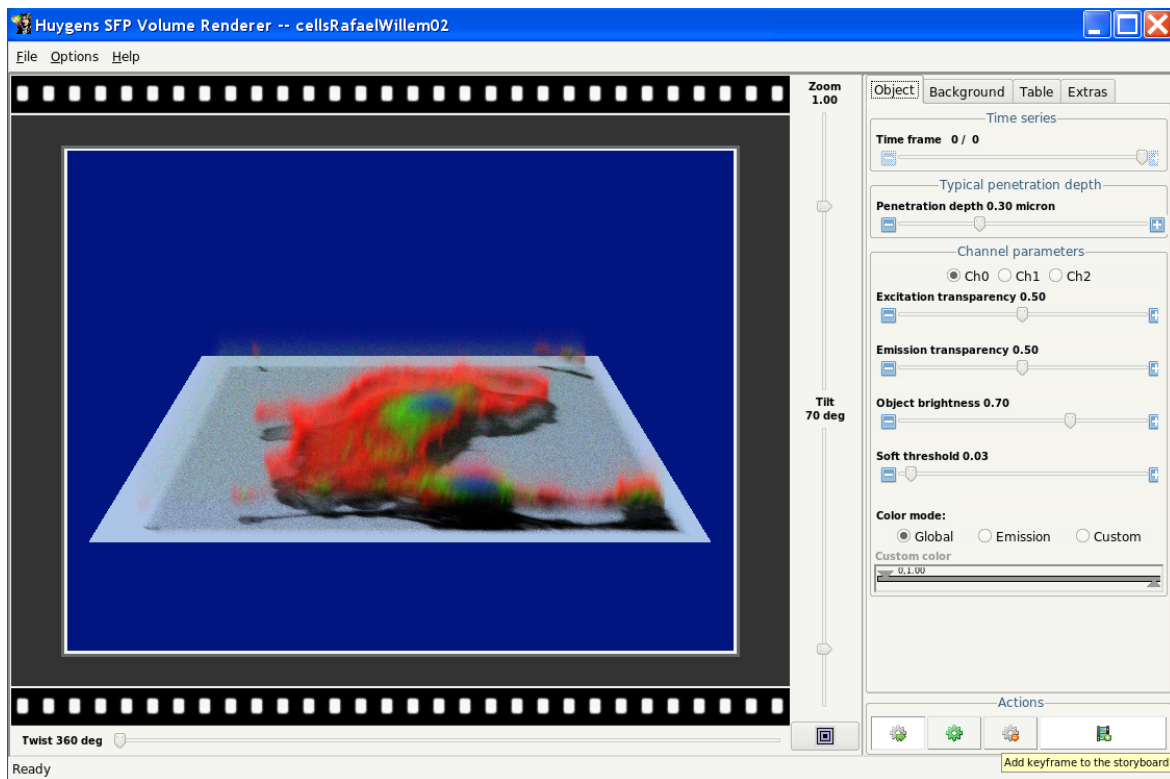 Huygens SFP Volume Renderer -- cellsRafaelWillem02
File Options Help
Zoom
1.00
Tilt
70 deg
Twist 360 deg
Ready
Object Background Table Extras
Time series
Time frame 0 / 0
Typical penetration depth
Penetration depth 0.30 micron
Channel parameters
Ch0 Ch1 Ch2
Excitation transparency 0.50
Emission transparency 0.50
Object brightness 0.70
Soft threshold 0.03
Color mode:
Global Emission Custom
Custom color
0,1.00
Actions
Add keyframe to the storyboard